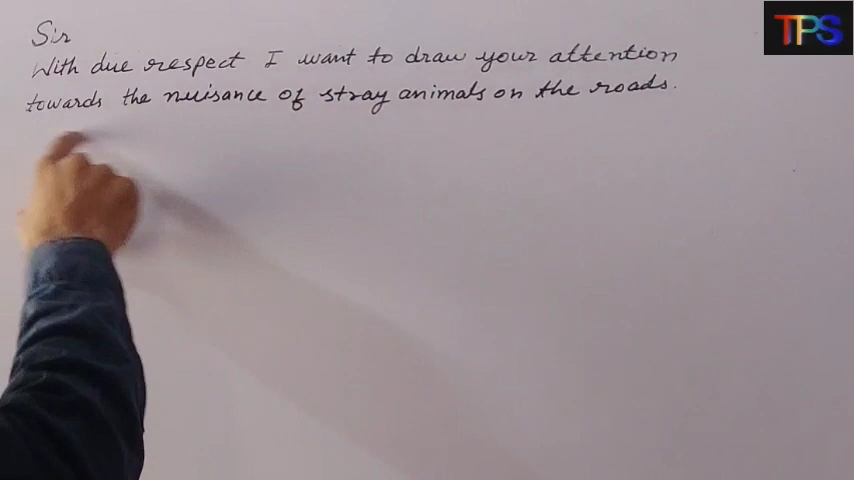 TPS
Sir
With due respect I want to draw your attention
towards the nuisance of stray animals on the roads.